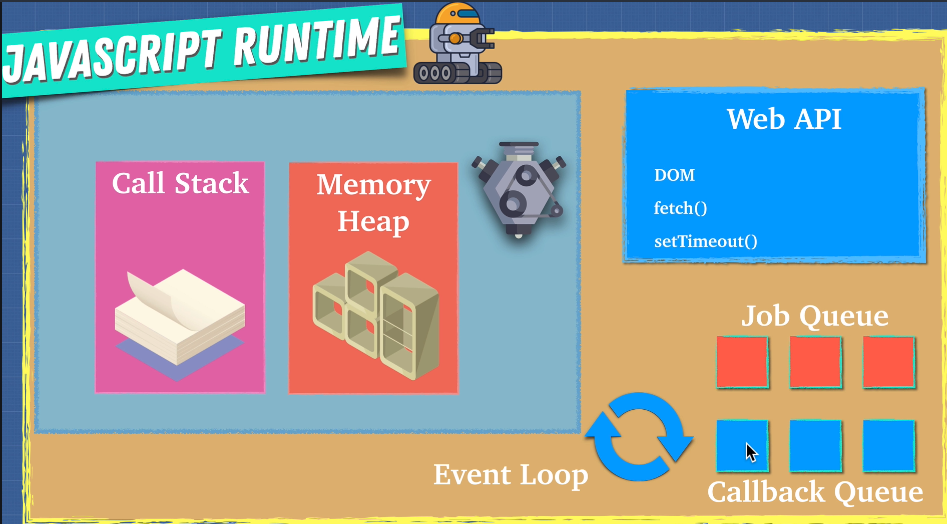 JAVASCRIPT RUNTIME
Call Stack
Memory
Heap
Web API
DOM
fetch()
setTimeout()
Job Queue
Event Loop
Callback Queue